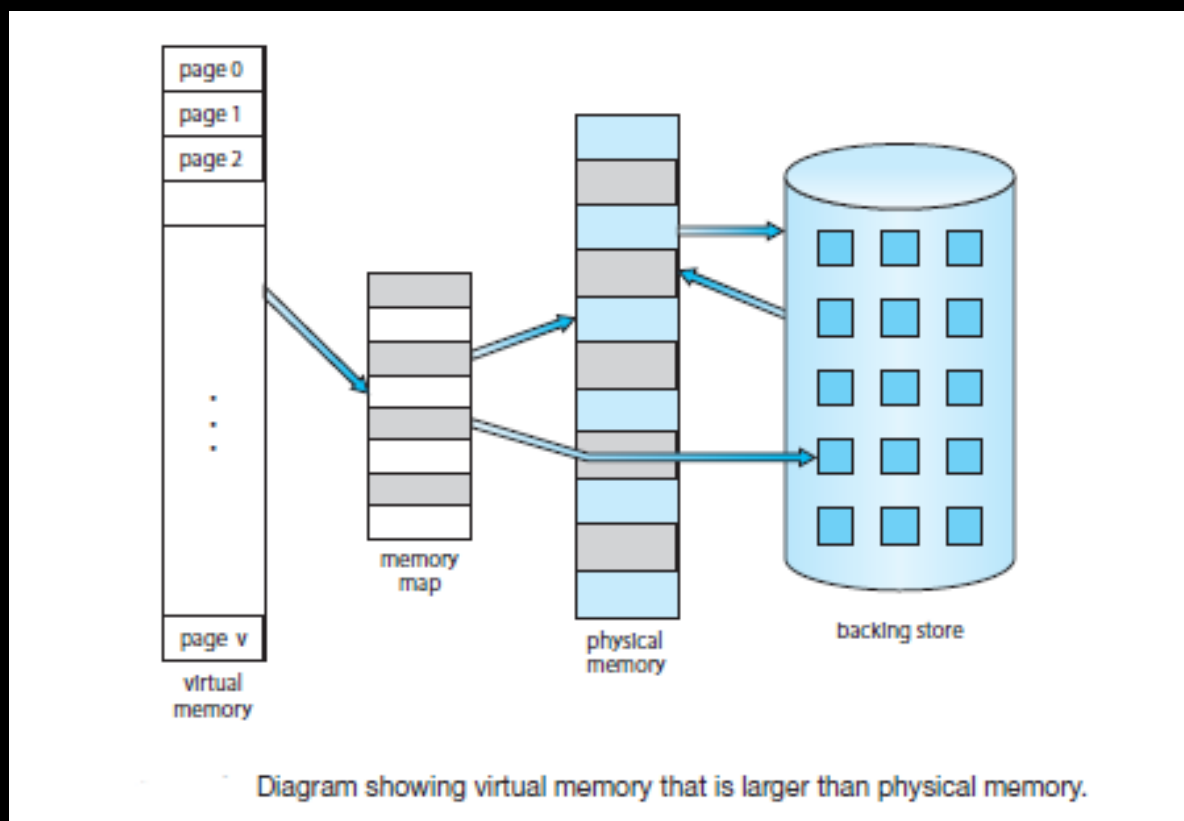 page 0
page 1
page 2
page v
virtual
memory
memory
map
physical
memory
backing store
Diagram showing virtual memory that is larger than physical memory.